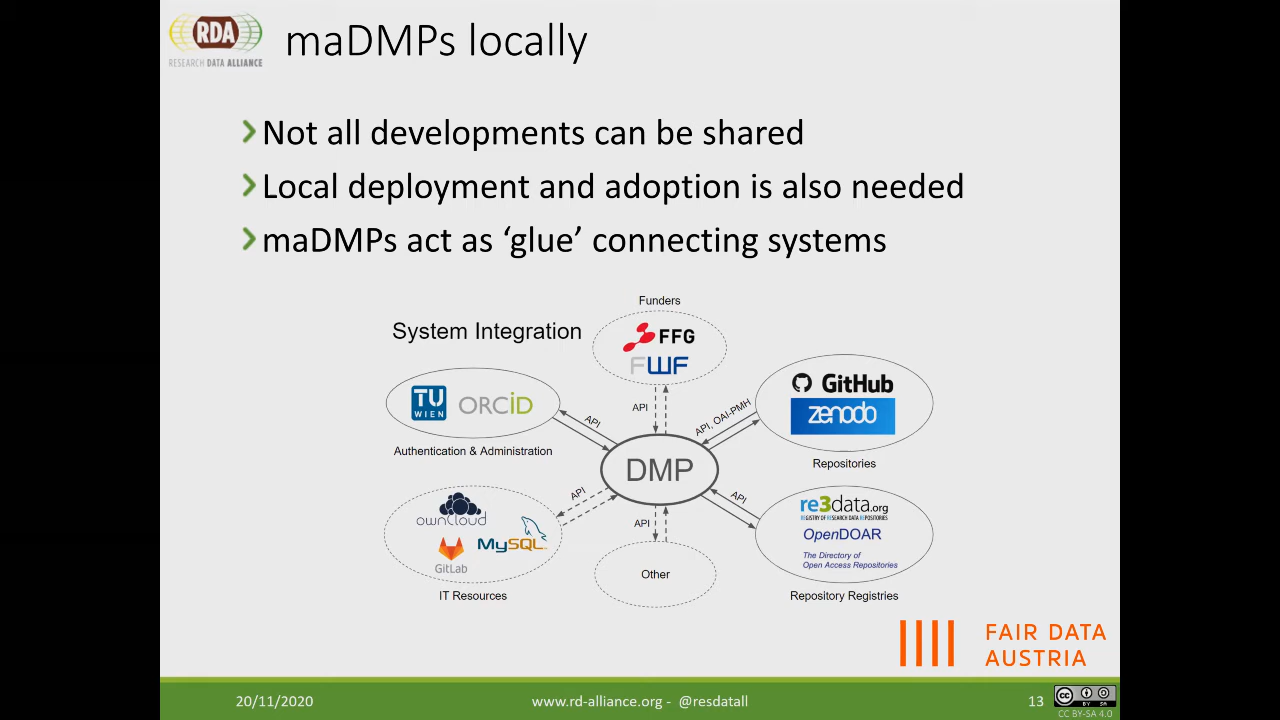 RDA
RESEARCH DATA ALLIANCE
maDMPs locally
Not all developments can be shared
Local deployment and adoption is also needed
maDMPs act as ‘glue’ connecting systems
System Integration
Funders
FFG
FWF
API
TU
WIEN
ORCiD
Authentication & Administration
API
GitHub
zenodo
Repositories
API, OAI-PMH
DMP
ownCloud
GitLab
MySQL
IT Resources
API
API
Other
re3data.org
REGISTRY OF RESEARCH DATA REPOSITORIES
OpenDOAR
The Directory of
Open Access Repositories
Repository Registries
API
FAIR DATA
AUSTRIA
20/11/2020
www.rd-alliance.org - @resdatall
13
cc
BY SA
CC BY-SA 4.0